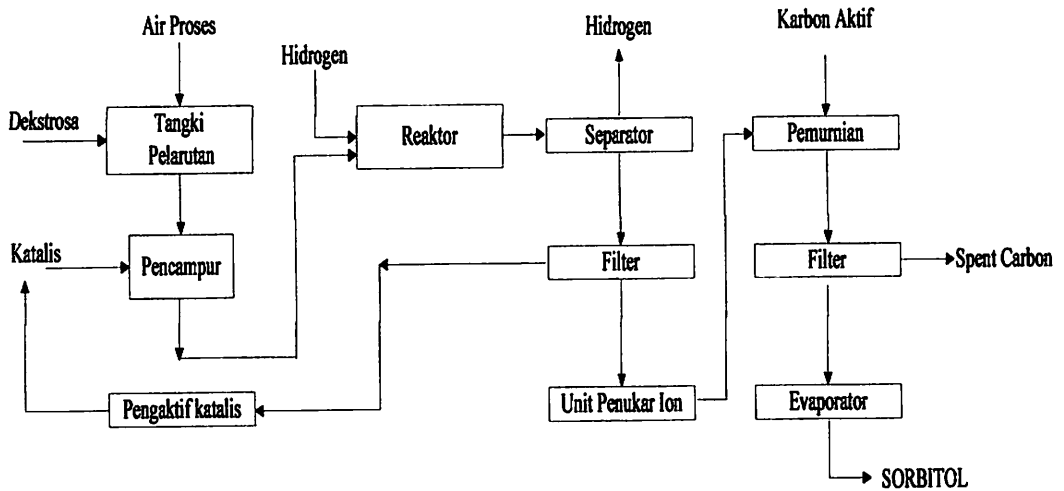 Air Proses
Hidrogen
Hidrogen
Karbon Aktif
Dekstrosa
Tangki
Pelarutan
Reaktor
Separator
Pemurnian
Katalis
Pencampur
Filter
Filter
Spent Carbon
Pengaktif katalis
Unit Penukar Ion
Evaporator
SORBITOL